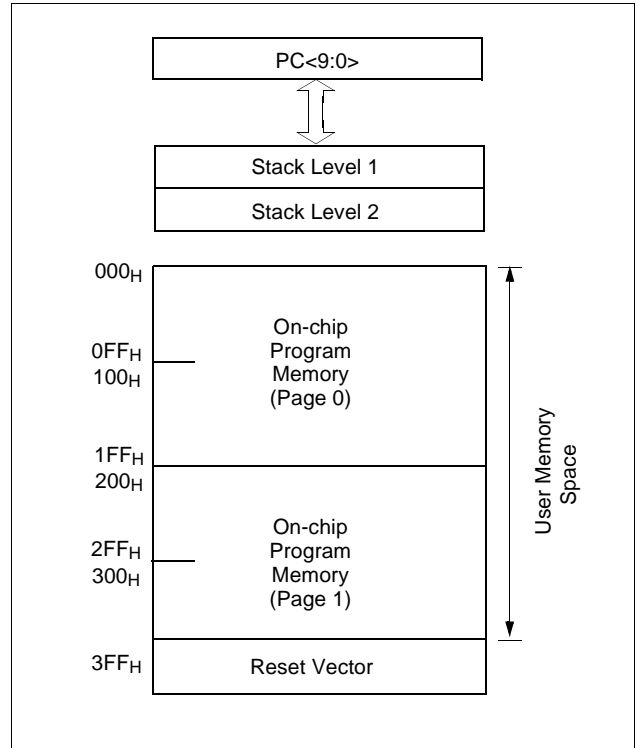 PC<9:0>
Stack Level 1
Stack Level 2
000H
On-chip
Program
Memory
(Page 0)
0FFH
100H
1FFH
200H
On-chip
Program
Memory
(Page 1)
2FFH
300H
User Memory
Space
3FFH
Reset Vector